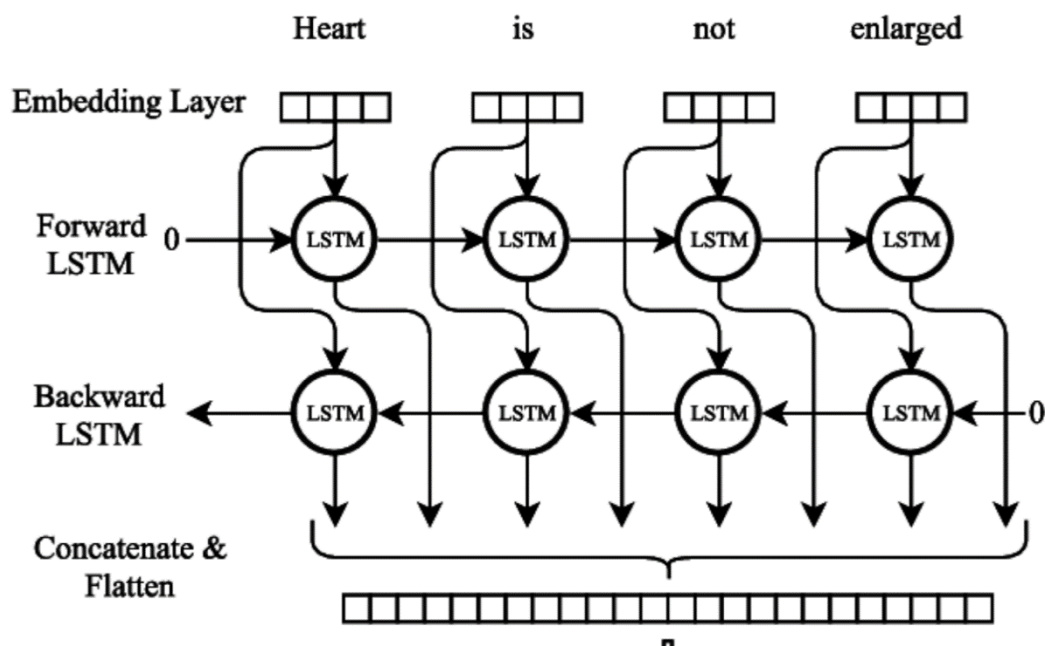 Heart is not enlarged
Embedding Layer
Forward
LSTM
0
LSTM LSTM LSTM LSTM
Backward
LSTM
LSTM LSTM LSTM LSTM
0
Concatenate &
Flatten